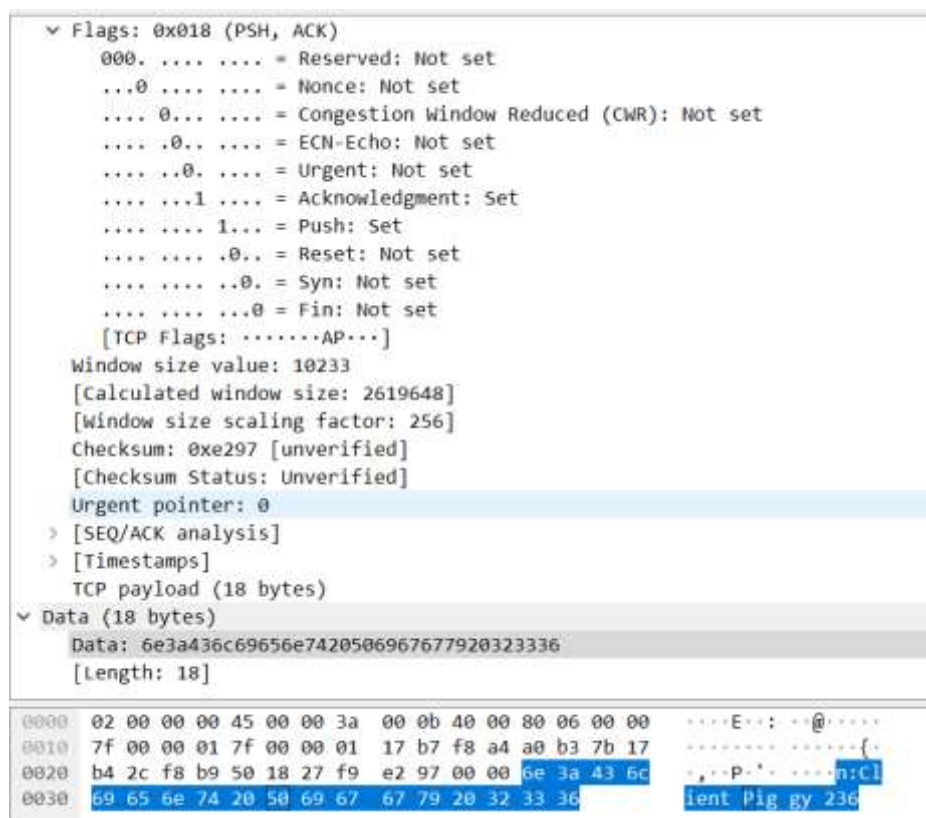 Flags: 0x018 (PSH, ACK)
000. .... .... = Reserved: Not set
...0 .... .... = Nonce: Not set
.... 0... .... = Congestion Window Reduced (CWR): Not set
.... .0.. .... = ECN-Echo: Not set
.... ..0. .... = Urgent: Not set
.... ...1 .... = Acknowledgment: Set
.... .... 1... = Push: Set
.... .... .0.. = Reset: Not set
.... .... ..0. = Syn: Not set
.... .... ...0 = Fin: Not set
[TCP Flags: ·······AP···]
Window size value: 10233
[Calculated window size: 2619648]
[Window size scaling factor: 256]
Checksum: 0xe297 [unverified]
[Checksum Status: Unverified]
Urgent pointer: 0
[SEQ/ACK analysis]
[Timestamps]
TCP payload (18 bytes)
Data (18 bytes)
Data: 6e3a436c69656e7420506967677920323336
[Length: 18]
0000 02 00 00 00 45 00 00 3a 00 0b 40 00 80 06 00 00 ····E··: ··@·····
0010 7f 00 00 01 7f 00 00 01 17 b7 f8 a4 a0 b3 7b 17 ········ ······{·
0020 b4 2c f8 b9 50 18 27 f9 e2 97 00 00 6e 3a 43 6c ·,··P·'· ····n:Cl
0030 69 65 6e 74 20 50 69 67 67 79 20 32 33 36 ient Pig gy 236